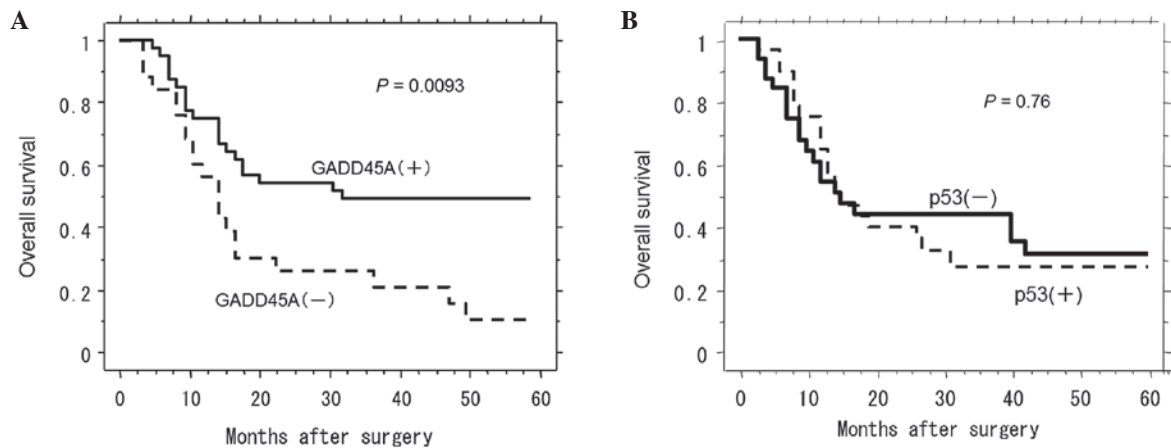 A
Overall survival
1
0.8
0.6
0.4
0.2
0
P = 0.0093
GADD45A(+)
GADD45A(−)
0 10 20 30 40 50 60
Months after surgery
B
Overall survival
1
0.8
0.6
0.4
0.2
0
P = 0.76
p53(−)
p53(+)
0 10 20 30 40 50 60
Months after surgery